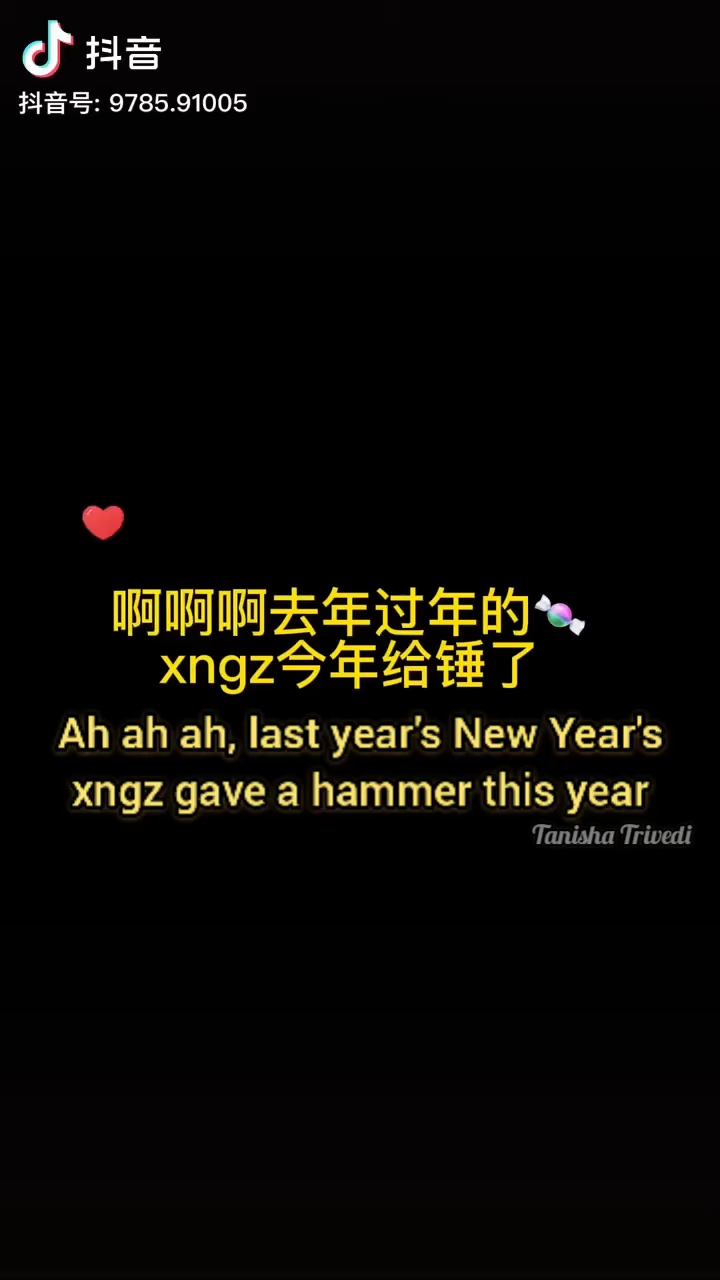 抖音
抖音号: 9785.91005
啊啊啊去年过年的
xngz今年给锤了
Ah ah ah, last year's New Year's
xngz gave a hammer this year
Tanisha Trivedi